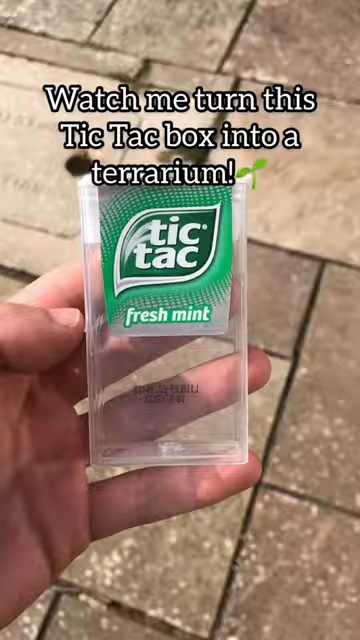 Watch me turn this
Tic Tac box into a
terrarium!🌱
tic
tac
fresh mint